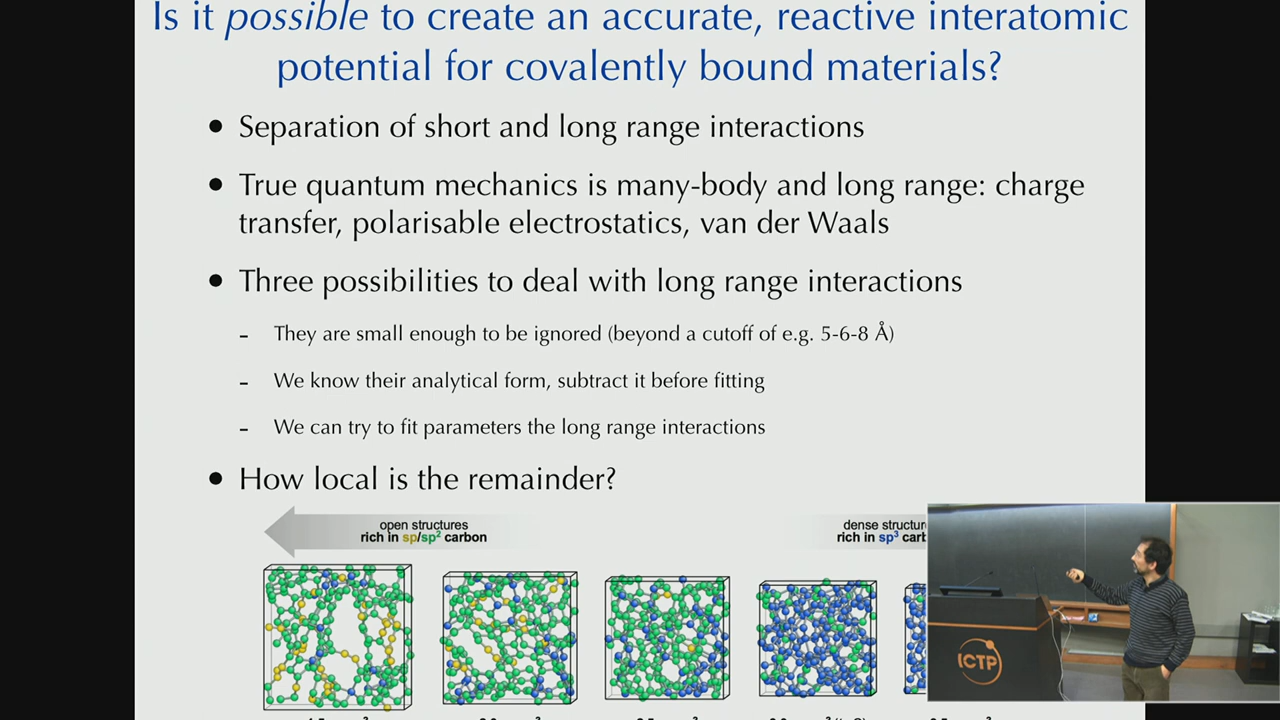 Is it possible to create an accurate, reactive interatomic
potential for covalently bound materials?
• Separation of short and long range interactions
• True quantum mechanics is many-body and long range: charge
transfer, polarisable electrostatics, van der Waals
• Three possibilities to deal with long range interactions
- They are small enough to be ignored (beyond a cutoff of e.g. 5-6-8 Å)
- We know their analytical form, subtract it before fitting
- We can try to fit parameters the long range interactions
• How local is the remainder?
open structures
rich in sp/sp² carbon
dense
rich in sp³
ICTP